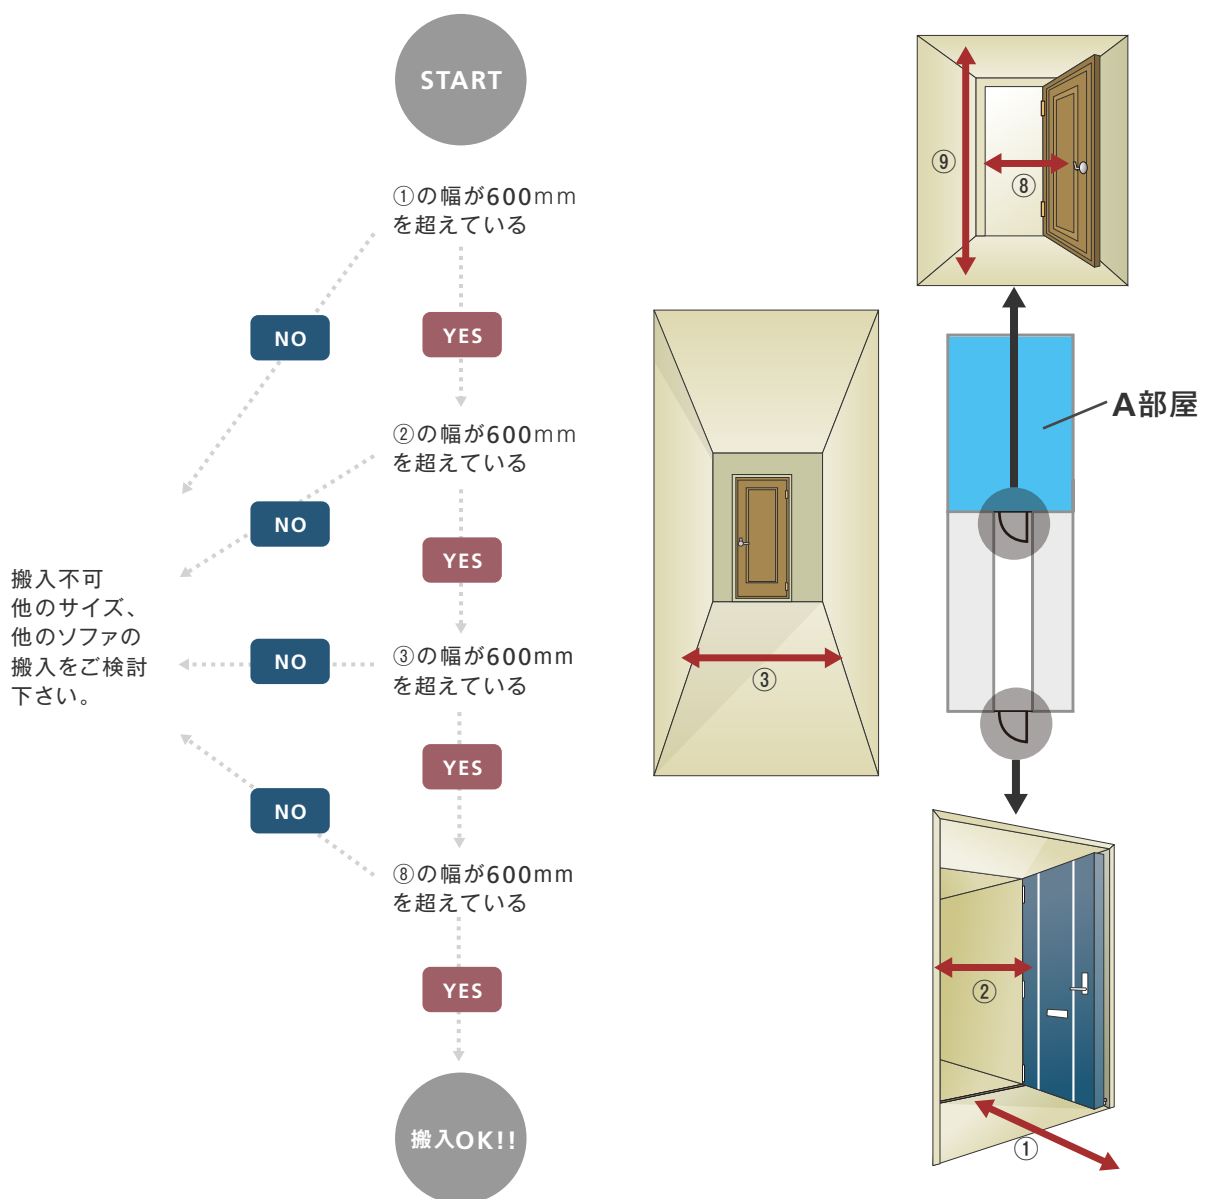 START
①の幅が600mm
を超えている
NO
YES
②の幅が600mm
を超えている
NO
YES
③の幅が600mm
を超えている
NO
YES
⑧の幅が600mm
を超えている
NO
YES
搬入OK!!
搬入不可
他のサイズ、
他のソファの
搬入をご検討
下さい。
③
⑨
⑧
A部屋
②
①